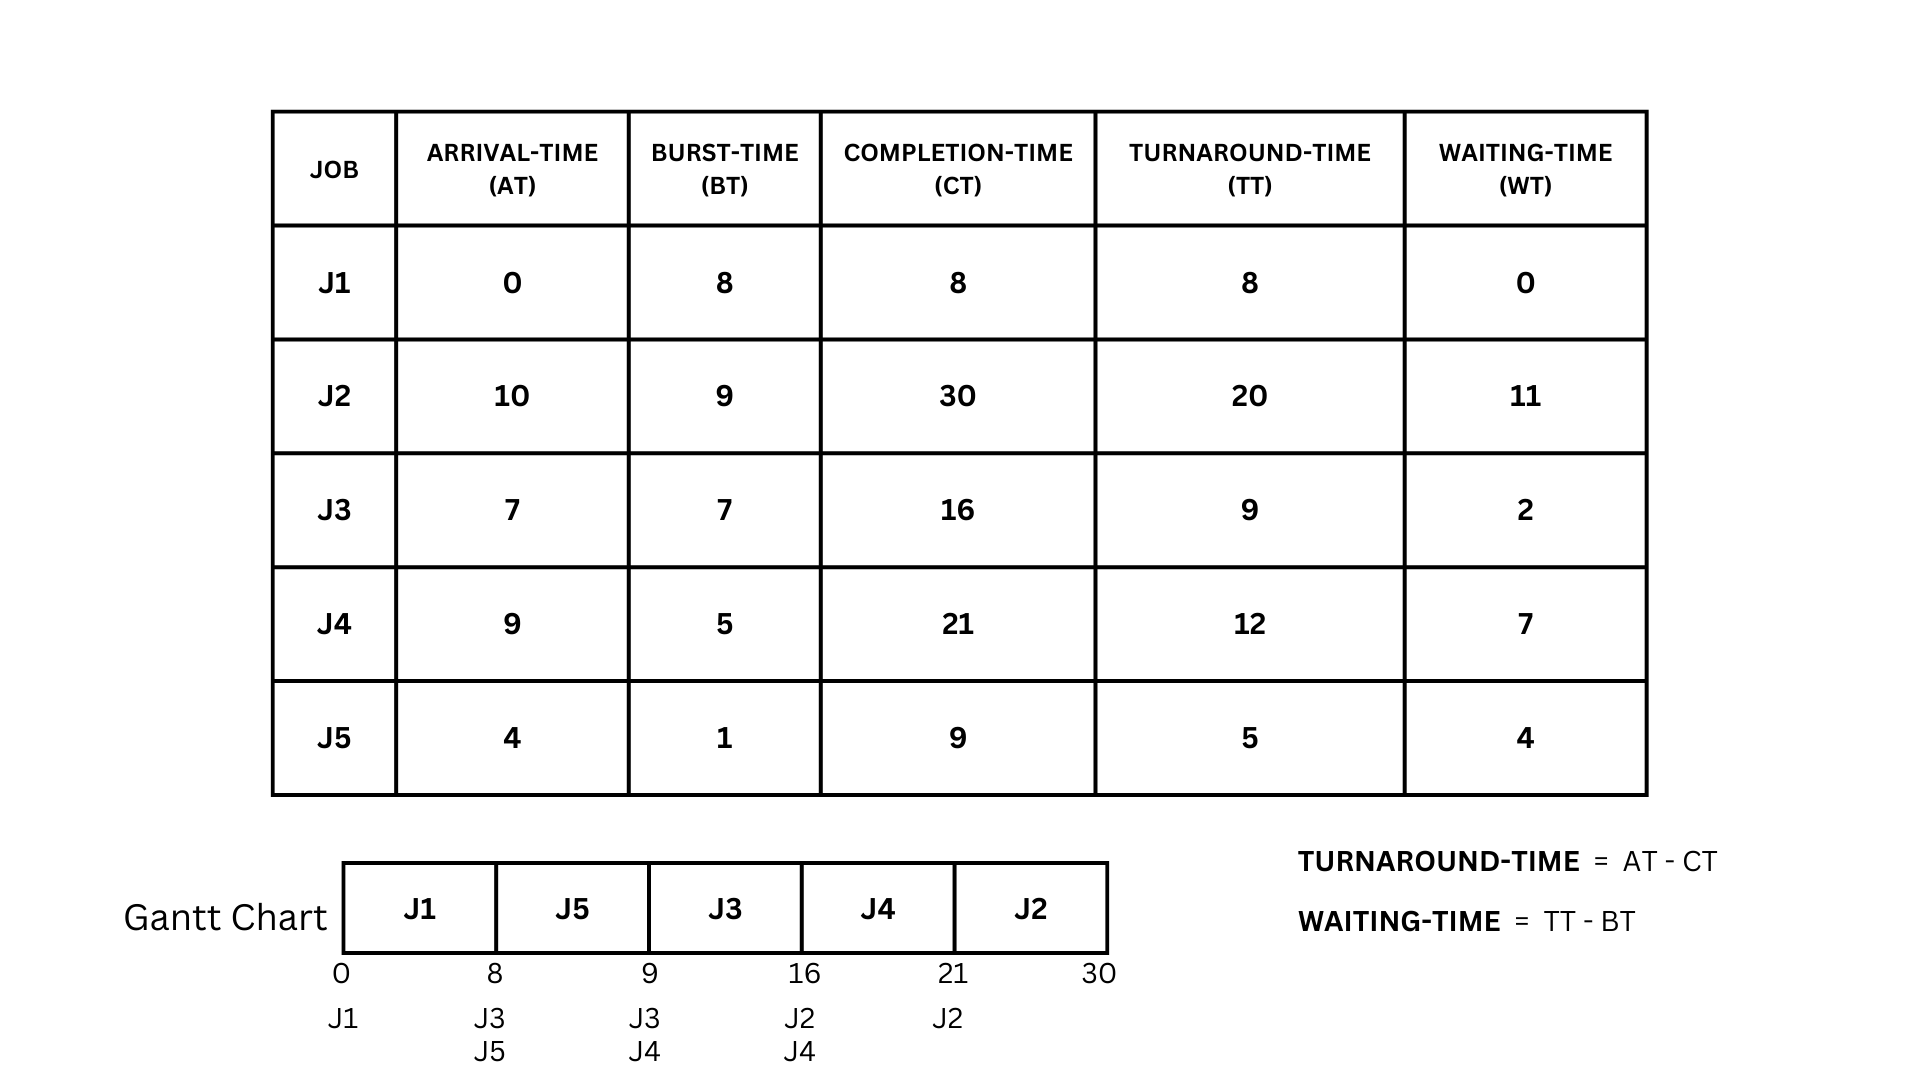 JOB ARRIVAL-TIME (AT) BURST-TIME (BT) COMPLETION-TIME (CT) TURNAROUND-TIME (TT) WAITING-TIME (WT)
J1 0 8 8 8 0
J2 10 9 30 20 11
J3 7 7 16 9 2
J4 9 5 21 12 7
J5 4 1 9 5 4
Gantt Chart J1 J5 J3 J4 J2
0 8 9 16 21 30
J1 J3 J3 J2 J2
J5 J4 J4
TURNAROUND-TIME = AT - CT
WAITING-TIME = TT - BT